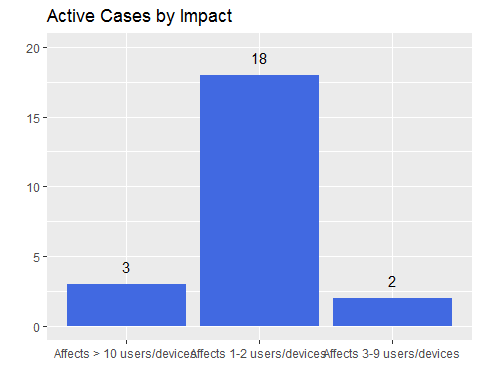 Active Cases by Impact
20
18
15
10
5
3
2
0
Affects > 10 users/devices
Affects 1-2 users/devices
Affects 3-9 users/devices